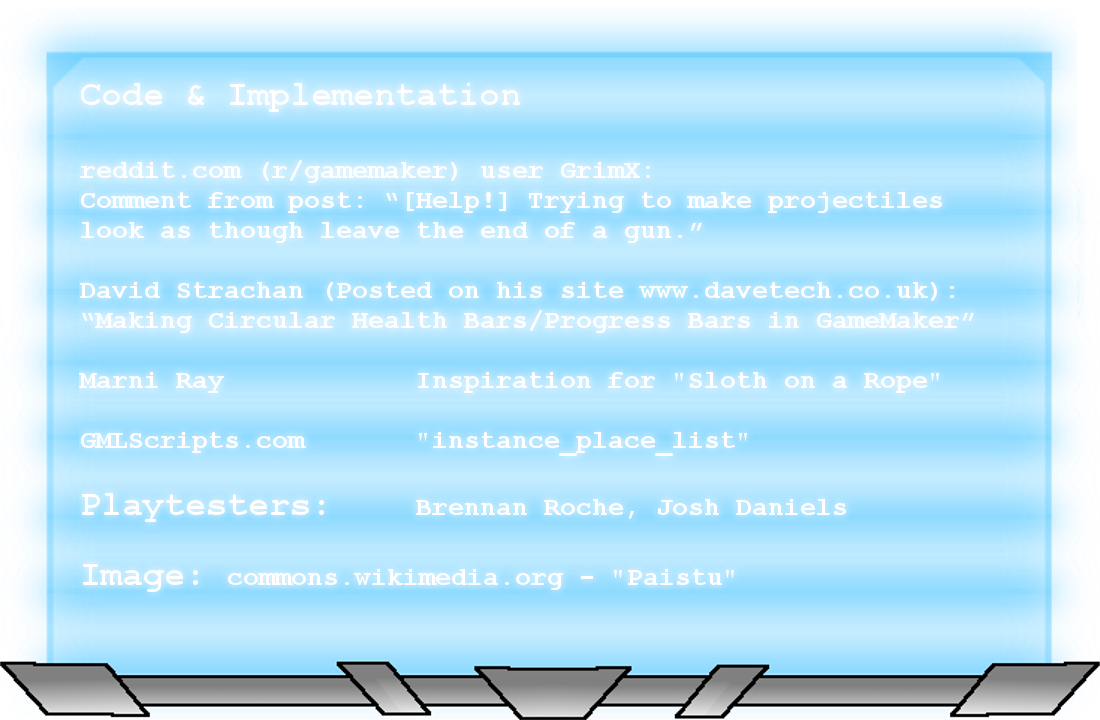 Code & Implementation
reddit.com (r/gamemaker) user GrimX:
Comment from post: “[Help!] Trying to make projectiles
look as though leave the end of a gun.”
David Strachan (Posted on his site www.davetech.co.uk):
“Making Circular Health Bars/Progress Bars in GameMaker”
Marni Ray Inspiration for "Sloth on a Rope"
GMLScripts.com "instance_place_list"
Playtesters: Brennan Roche, Josh Daniels
Image: commons.wikimedia.org - "Paistu"